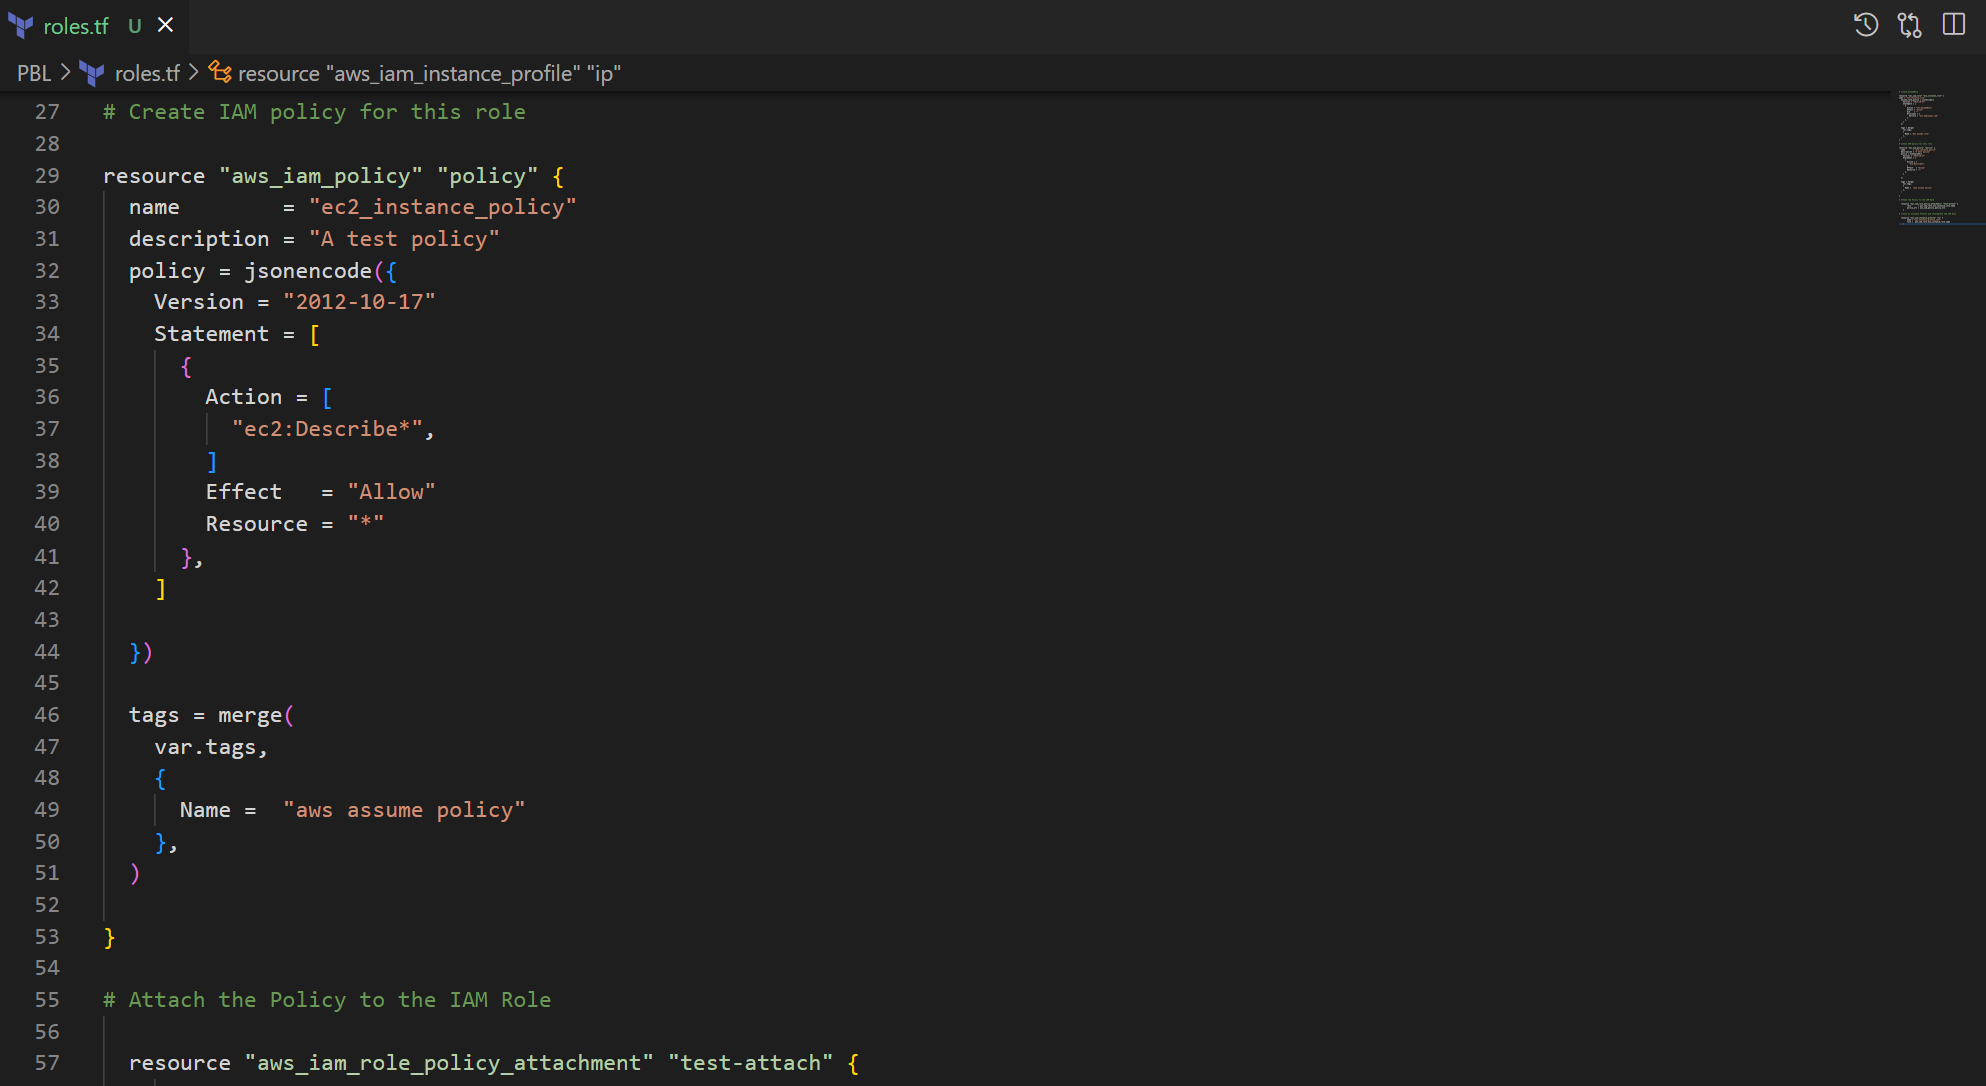 roles.tf U
PBL > roles.tf > resource "aws_iam_instance_profile" "ip"
27 # Create IAM policy for this role
28
29 resource "aws_iam_policy" "policy" {
30   name        = "ec2_instance_policy"
31   description = "A test policy"
32   policy = jsonencode({
33     Version = "2012-10-17"
34     Statement = [
35       {
36         Action = [
37           "ec2:Describe*",
38         ]
39         Effect   = "Allow"
40         Resource = "*"
41       },
42     ]
43
44   })
45
46   tags = merge(
47     var.tags,
48     {
49       Name =  "aws assume policy"
50     },
51   )
52
53 }
54
55 # Attach the Policy to the IAM Role
56
57   resource "aws_iam_role_policy_attachment" "test-attach" {